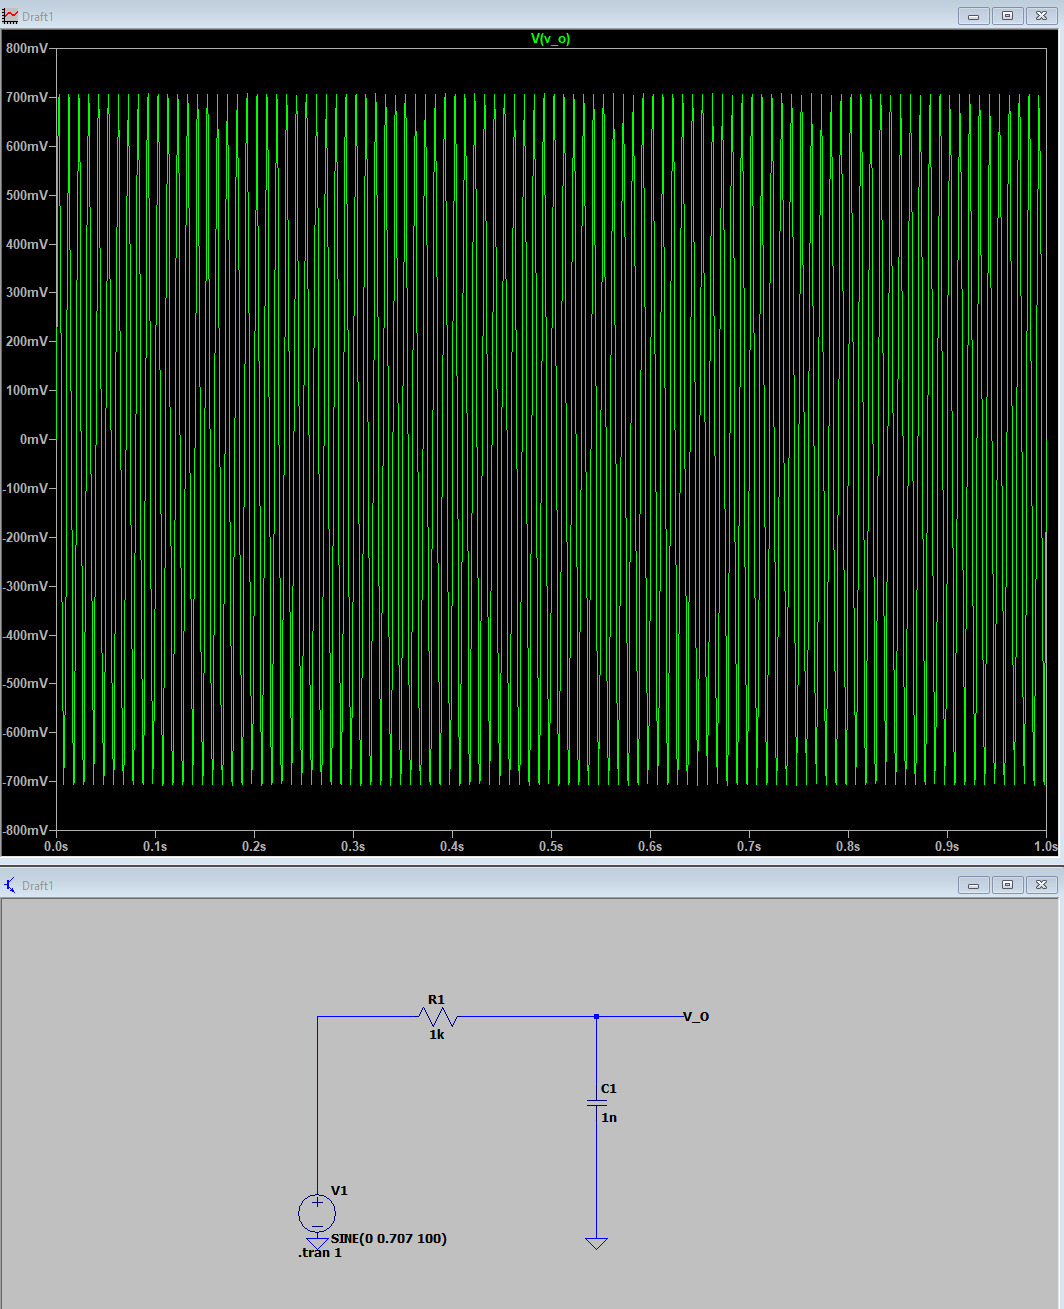 Draft1
V(v_o)
800mV
700mV
600mV
500mV
400mV
300mV
200mV
100mV
0mV
-100mV
-200mV
-300mV
-400mV
-500mV
-600mV
-700mV
-800mV
0.0s 0.1s 0.2s 0.3s 0.4s 0.5s 0.6s 0.7s 0.8s 0.9s 1.0s
Draft1
R1
1k
V_O
C1
1n
V1
SINE(0 0.707 100)
.tran 1